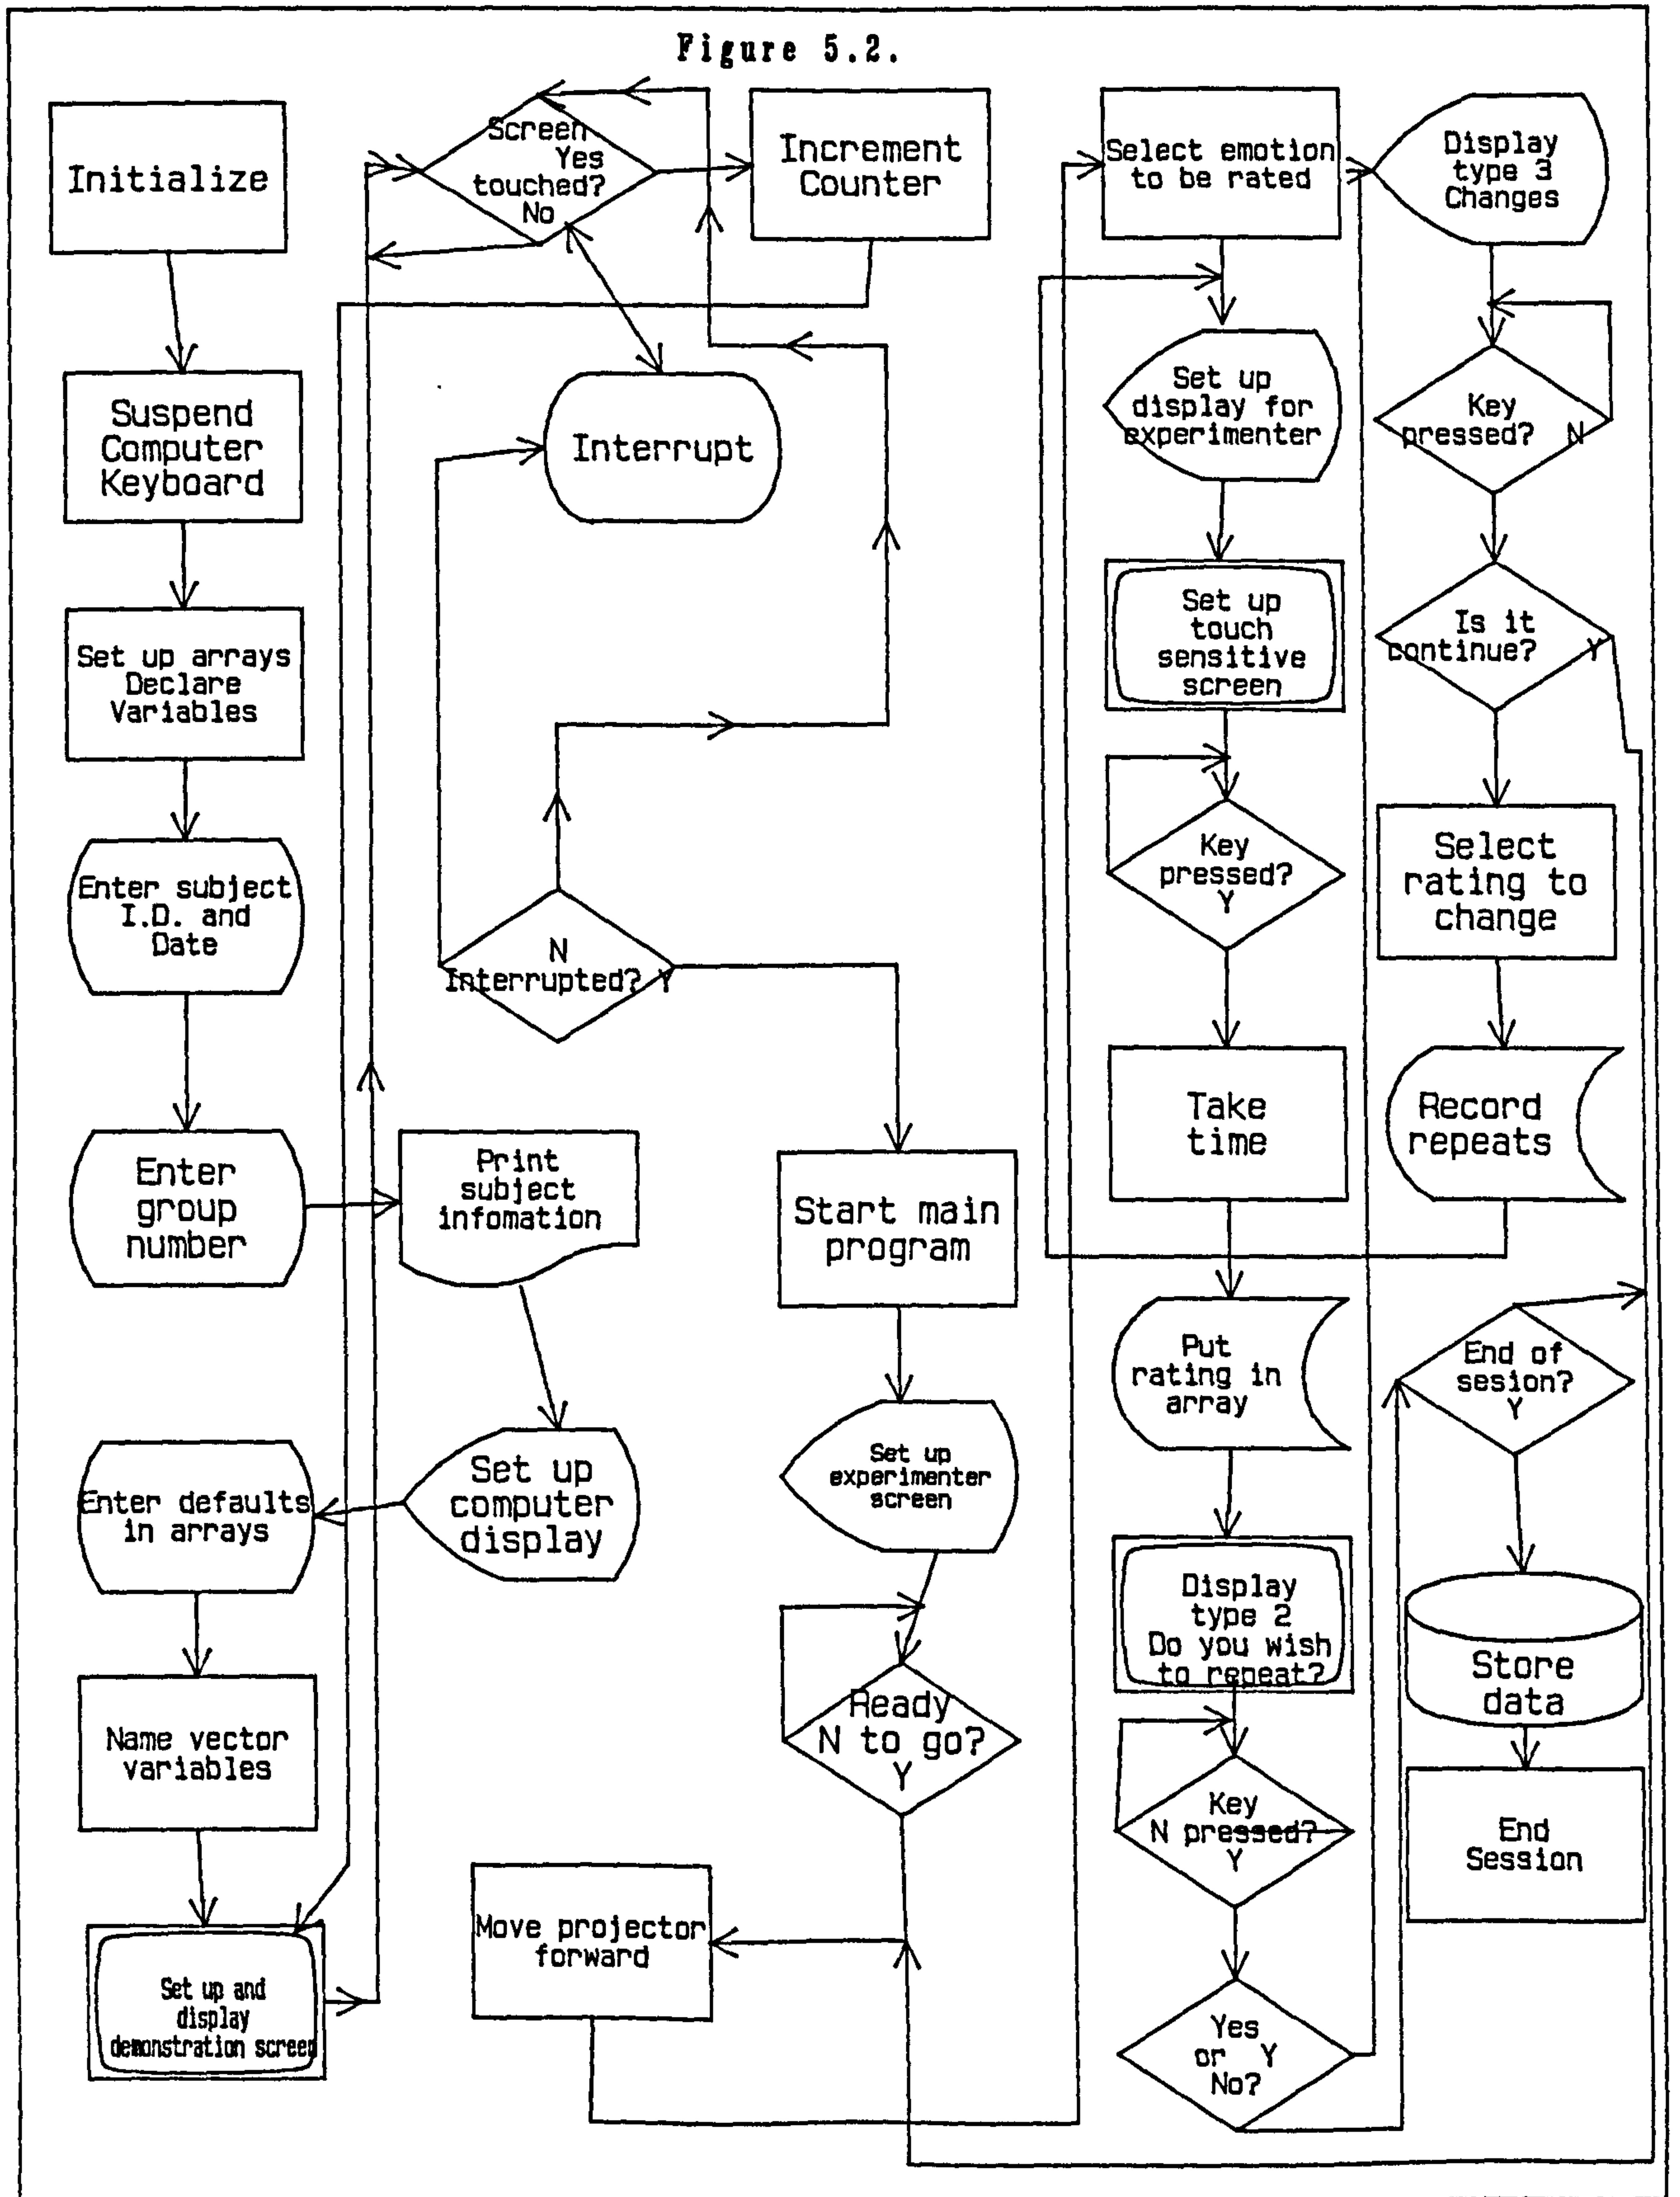 Figure 5.2.
Initialize
Suspend
Computer
Keyboard
Set up arrays
Declare
Variables
Enter subject
I.D. and
Date
Enter
group
number
Print
subject
infomation
Set up
computer
display
Enter defaults
in arrays
Name vector
variables
Set up and
display
demonstration screen
Screen
Yes
touched?
No
Increment
Counter
Interrupt
N
Interrupted? Y
Start main
program
Set up
experimenter
screen
Ready
N to go?
Y
Move projector
forward
Select emotion
to be rated
Set up
display for
experimenter
Set up
touch
sensitive
screen
Key
pressed?
Y
Take
time
Put
rating in
array
Display
type 2
Do you wish
to repeat?
Key
N pressed?
Y
Yes
or Y
No?
Display
type 3
Changes
Key
pressed? N
Is it
continue? Y
Select
rating to
change
Record
repeats
End of
sesion?
Y
Store
data
End
Session